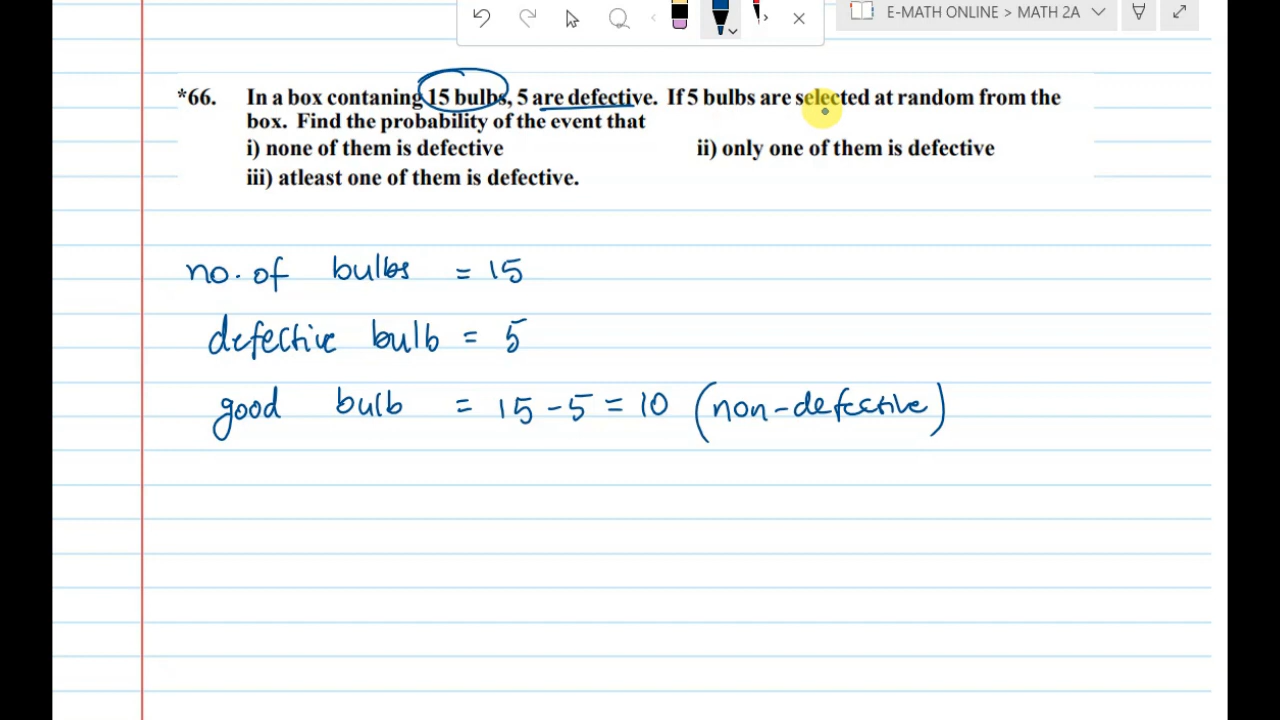 E-MATH ONLINE > MATH 2A
*66. In a box contaning 15 bulbs, 5 are defective. If 5 bulbs are selected at random from the
box. Find the probability of the event that
i) none of them is defective ii) only one of them is defective
iii) atleast one of them is defective.
no. of bulbs = 15
defective bulb = 5
good bulb = 15 - 5 = 10 (non-defective)